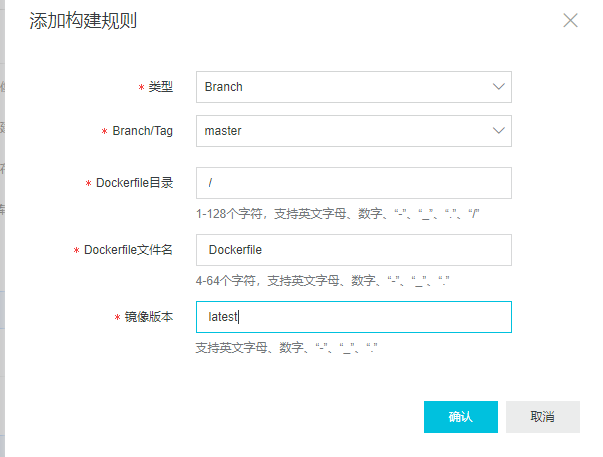 添加构建规则
* 类型 Branch
* Branch/Tag master
* Dockerfile目录 /
1-128个字符，支持英文字母、数字、“-”、“_”、“.”、“/”
* Dockerfile文件名 Dockerfile
4-64个字符，支持英文字母、数字、“-”、“_”、“.”
* 镜像版本 latest
支持英文字母、数字、“-”、“_”、“.”
确认 取消